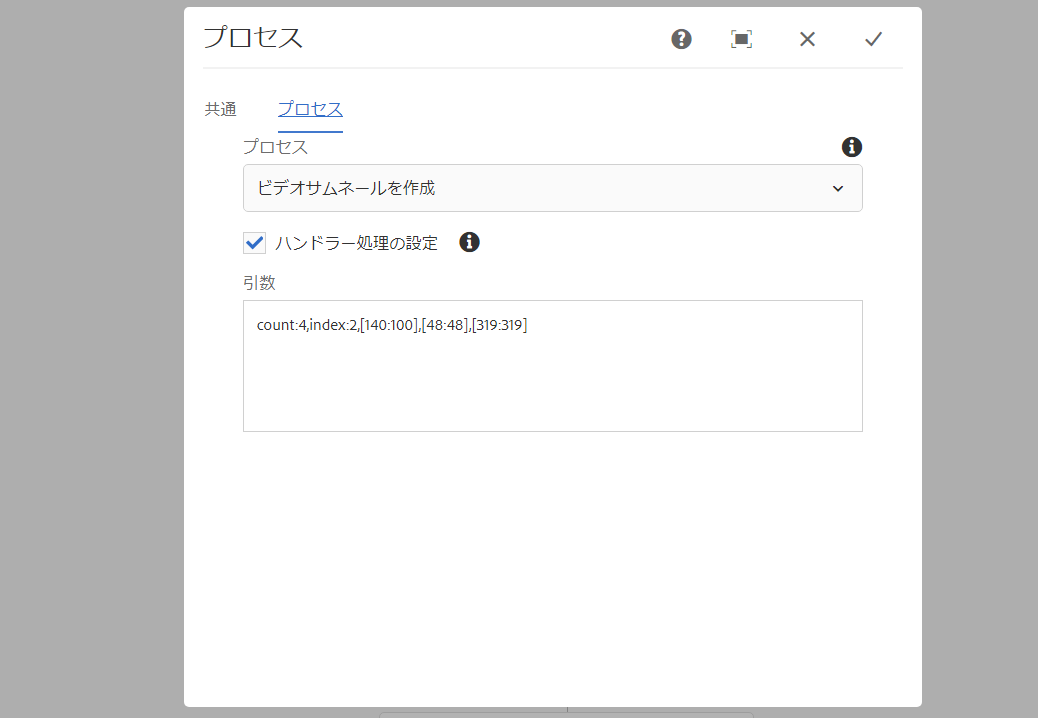 プロセス
共通 プロセス
プロセス
ビデオサムネールを作成
ハンドラー処理の設定
引数
count:4,index:2,[140:100],[48:48],[319:319]